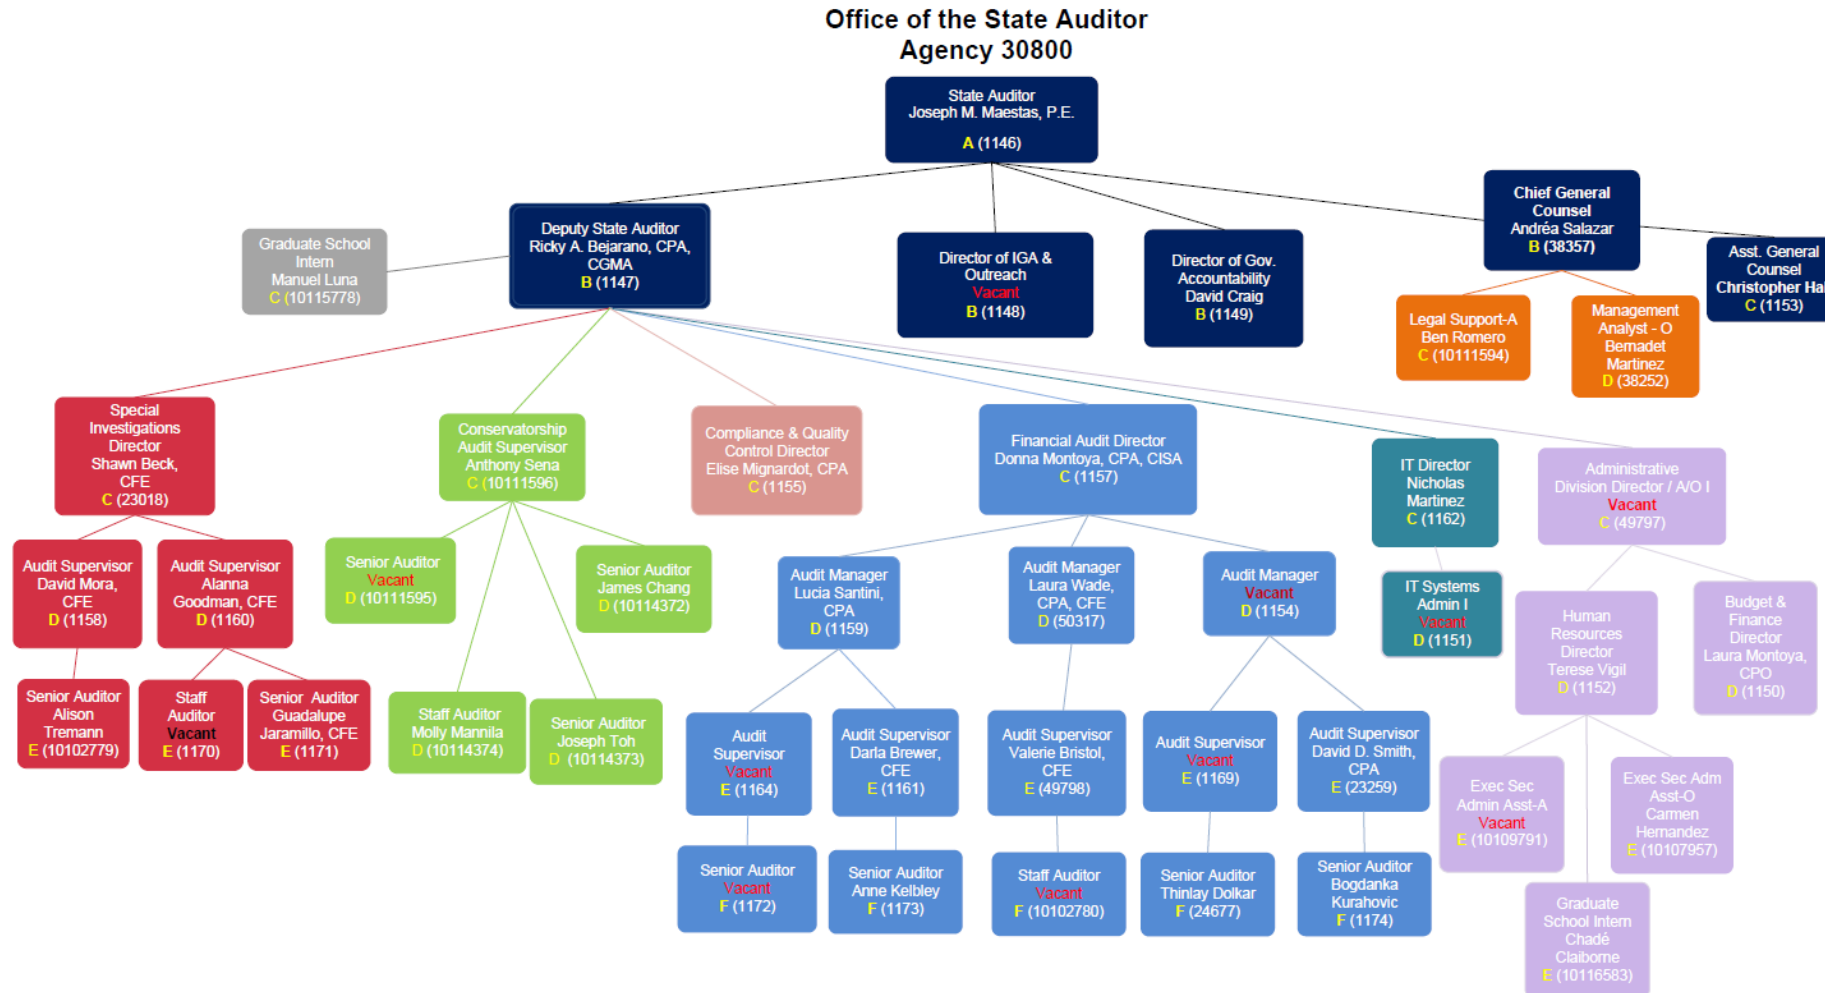 Office of the State Auditor
Agency 30800
State Auditor
Joseph M. Maestas, P.E.
A (1146)
Chief General
Counsel
Andréa Salazar
B (38357)
Deputy State Auditor
Ricky A. Bejarano, CPA,
CGMA
B (1147)
Graduate School
Intern
Manuel Luna
C (10115778)
Director of IGA &
Outreach
Vacant
B (1148)
Director of Gov.
Accountability
David Craig
B (1149)
Asst. General
Counsel
Christopher
C (1153)
Legal Support-A
Ben Romero
C (10111594)
Management
Analyst - O
Bernadet
Martinez
D (38252)
Special
Investigations
Director
Shawn Beck,
CFE
C (23018)
Conservatorship
Audit Supervisor
Anthony Sena
C (10111596)
Compliance & Quality
Control Director
Elise Mignardot, CPA
C (1155)
Financial Audit Director
Donna Montoya, CPA, CISA
C (1157)
IT Director
Nicholas
Martinez
C (1162)
Administrative
Division Director / A/O I
Vacant
C (49797)
Audit Supervisor
David Mora,
CFE
D (1158)
Audit Supervisor
Alanna
Goodman, CFE
D (1160)
Senior Auditor
Vacant
D (10111595)
Senior Auditor
James Chang
D (10114372)
Audit Manager
Lucia Santini,
CPA
D (1159)
Audit Manager
Laura Wade,
CPA, CFE
D (50317)
Audit Manager
Vacant
D (1154)
IT Systems
Admin I
Vacant
D (1151)
Human
Resources
Director
Terese Vigil
D (1152)
Budget &
Finance
Director
Laura Montoya,
CPO
D (1150)
Senior Auditor
Alison
Tremann
E (10102779)
Staff
Auditor
Vacant
E (1170)
Senior Auditor
Guadalupe
Jaramillo, CFE
E (1171)
Staff Auditor
Molly Mannila
D (10114374)
Senior Auditor
Joseph Toh
D (10114373)
Audit
Supervisor
Vacant
E (1164)
Audit Supervisor
Darla Brewer,
CFE
E (1161)
Audit Supervisor
Valerie Bristol,
CFE
E (49798)
Audit Supervisor
Vacant
E (1169)
Audit Supervisor
David D. Smith,
CPA
E (23259)
Exec Sec
Admin Asst-A
Vacant
E (10109791)
Exec Sec Adm
Asst-O
Carmen
Hernandez
E (10107957)
Senior Auditor
Vacant
F (1172)
Senior Auditor
Anne Kelbley
F (1173)
Staff Auditor
Vacant
F (10102780)
Senior Auditor
Thinlay Dolkar
F (24677)
Senior Auditor
Bogdanka
Kurahovic
F (1174)
Graduate
School Intern
Chadé
Claiborne
E (10116583)